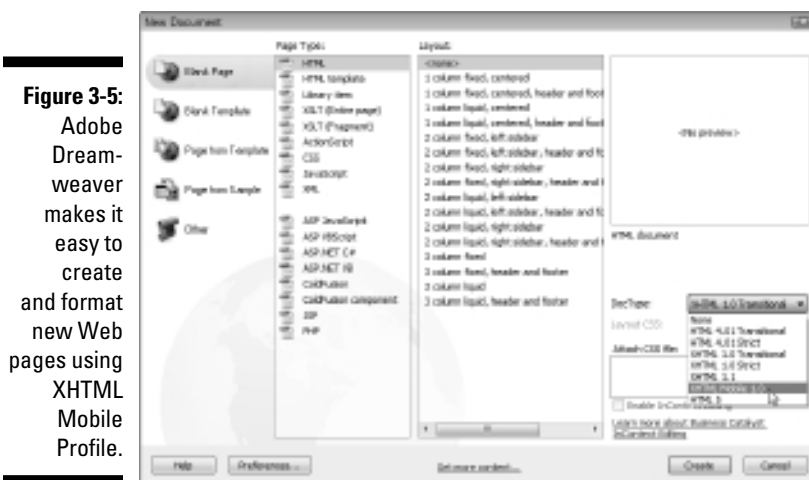 Figure 3-5:
Adobe
Dream-
weaver
makes it
easy to
create
and format
new Web
pages using
XHTML
Mobile
Profile.
New Document
Blank Page
Blank Template
Page from Template
Page from Sample
Other
Page Type:
HTML
HTML template
Library item
XSLT (Entire page)
XSLT (Fragment)
ActionScript
CSS
JavaScript
XML
ASP JavaScript
ASP VBScript
ASP.NET C#
ASP.NET VB
ColdFusion
ColdFusion component
JSP
PHP
Layout:
<none>
1 column fixed, centered
1 column fixed, centered, header and foot
1 column liquid, centered
1 column liquid, centered, header and foot
2 column fixed, left sidebar
2 column fixed, left sidebar, header and fo
2 column fixed, right sidebar
2 column fixed, right sidebar, header and f
2 column liquid, left sidebar
2 column liquid, left sidebar, header and fo
2 column liquid, right sidebar
2 column liquid, right sidebar, header and f
3 column fixed
3 column fixed, header and footer
3 column liquid
3 column liquid, header and footer
<No preview>
HTML document
DocType:
XHTML 1.0 Transitional
None
HTML 4.01 Transitional
HTML 4.01 Strict
XHTML 1.0 Transitional
XHTML 1.0 Strict
XHTML 1.1
XHTML Mobile 1.0
HTML 5
Layout CSS:
Attach CSS file:
Enable InContext Editing
Learn more about Business Catalyst
InContext Editing
Help
Preferences...
Get more content...
Create
Cancel